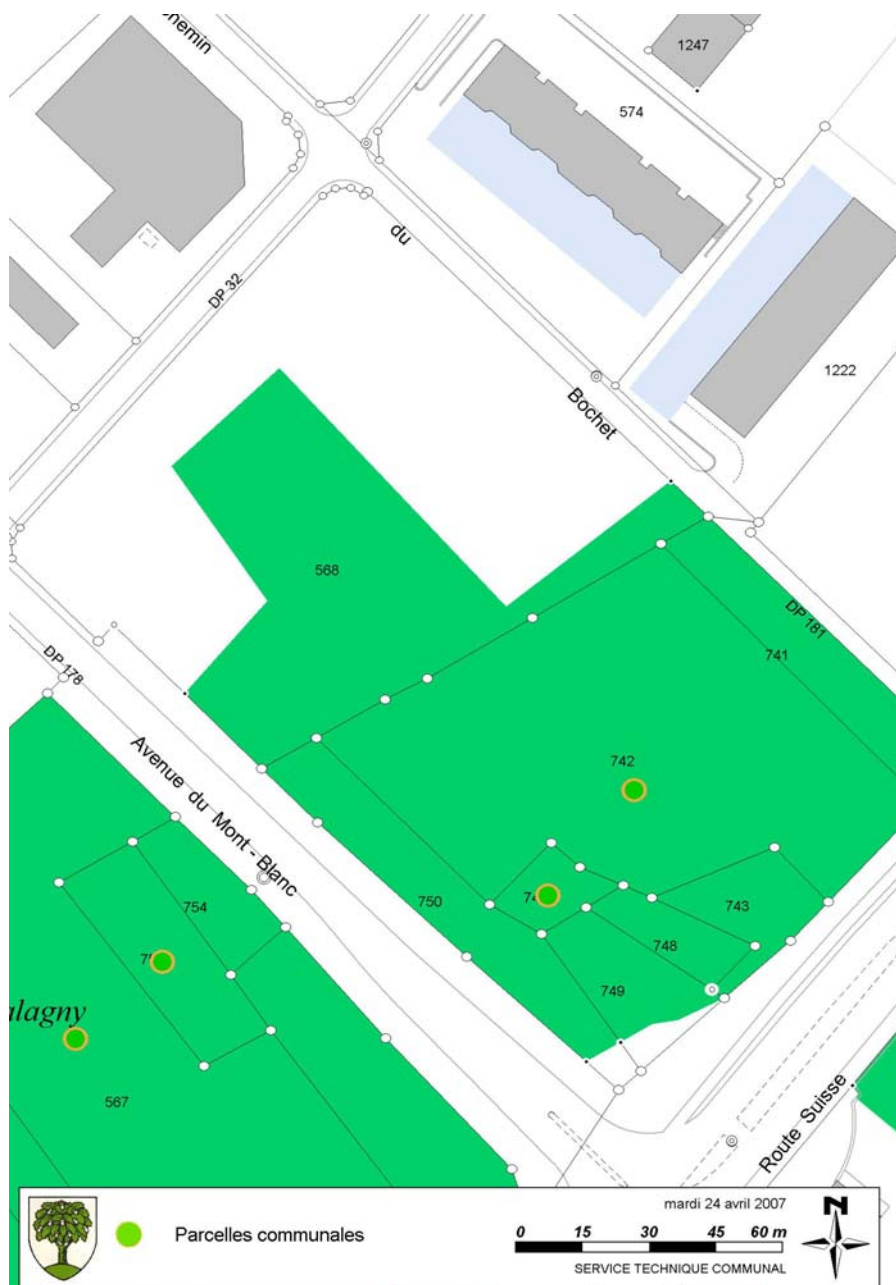 Chemin
1247
574
du
DP 32
1222
Bochet
568
DP 181
741
DP 178
742
Avenue du Mont - Blanc
754
750
743
748
749
alagny
567
Route Suisse
Parcelles communales
mardi 24 avril 2007
N
0 15 30 45 60 m
SERVICE TECHNIQUE COMMUNAL